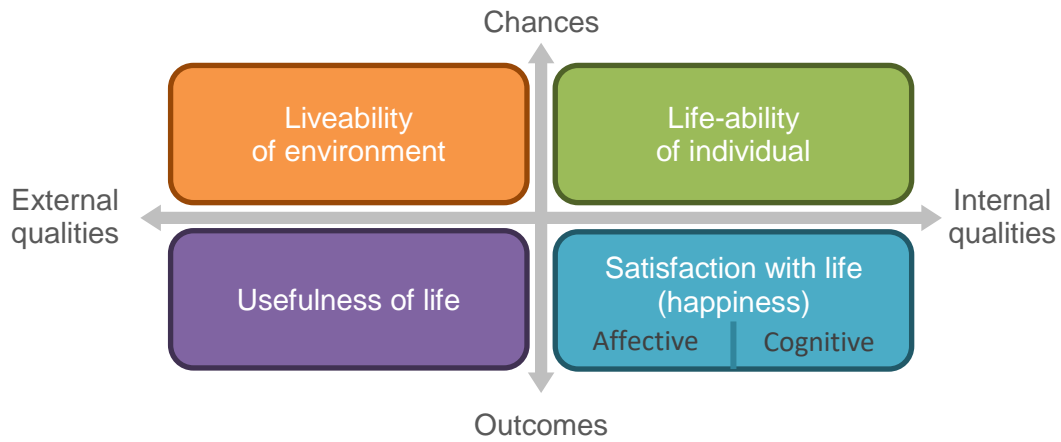 Chances
Liveability
of environment
Life-ability
of individual
External
qualities
Internal
qualities
Usefulness of life
Satisfaction with life
(happiness)
Affective
Cognitive
Outcomes